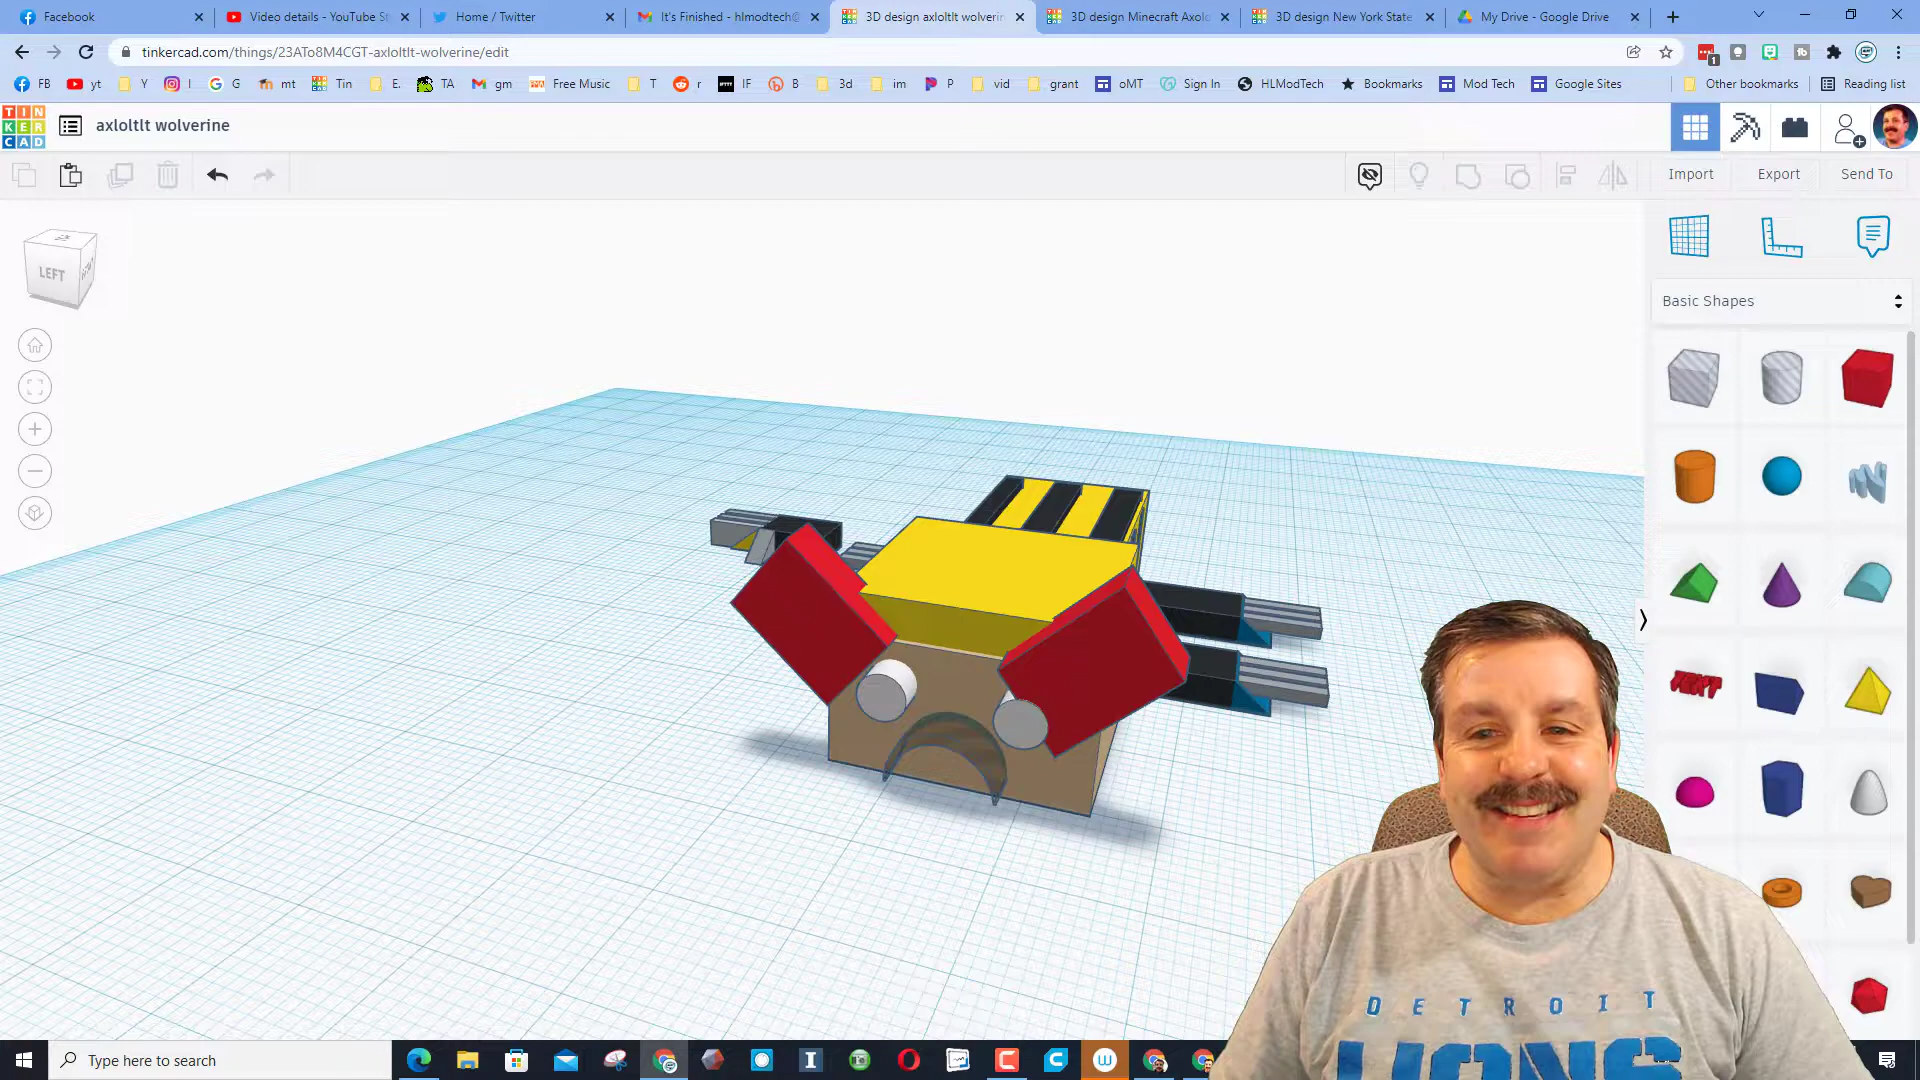 Facebook
Video details - YouTube St
Home / Twitter
It's Finished - hlmodtech@
3D design axloltlt wolverin
3D design Minecraft Axolo
3D design New York State
My Drive - Google Drive
tinkercad.com/things/23ATo8M4CGT-axloltlt-wolverine/edit
1
FB
yt
Y
I
G
mt
Tin
E.
TA
gm
Free Music
T
r
IF
B
3d
im
P
vid
grant
oMT
Sign In
HLModTech
Bookmarks
Mod Tech
Google Sites
Other bookmarks
Reading list
TIN
KER
CAD
axloltlt wolverine
Import
Export
Send To
LEFT
Basic Shapes
TEXT
DETROIT
LIONS
Type here to search